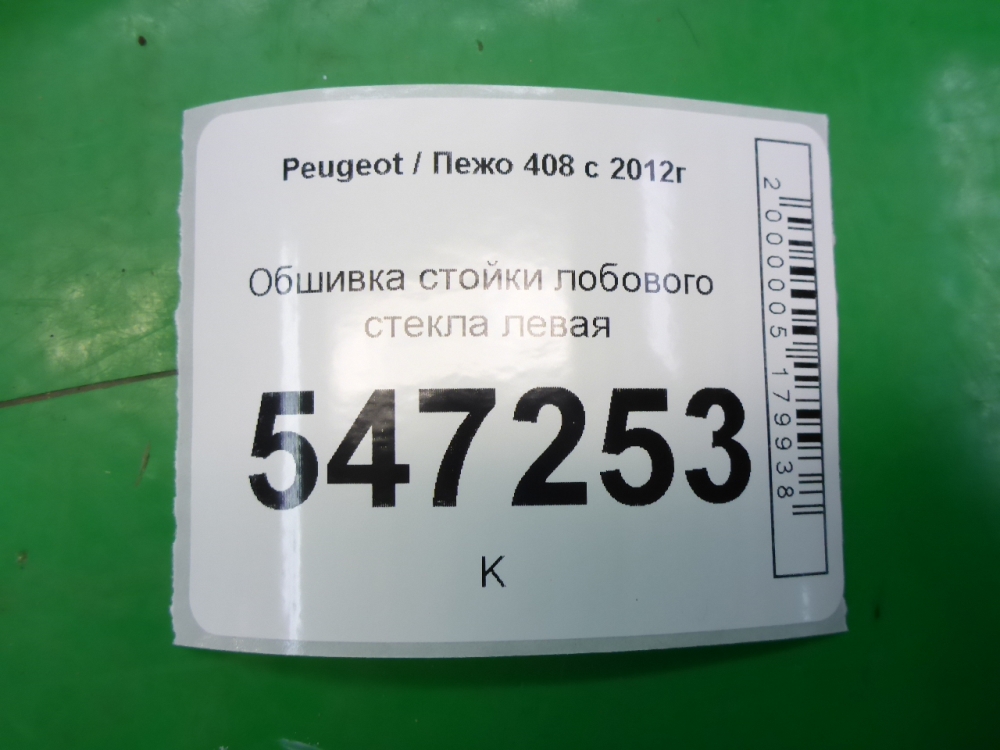 Peugeot / Пежо 408 с 2012г
Обшивка стойки лобового
стекла левая
547253
К
2000005179938